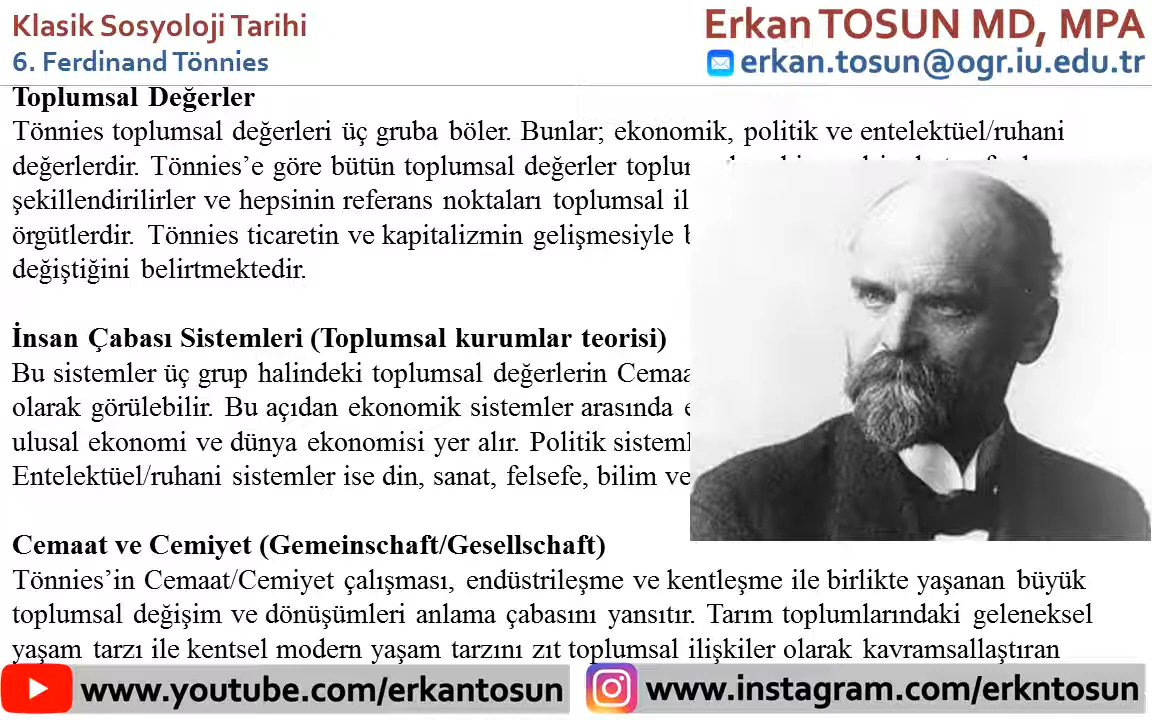 Klasik Sosyoloji Tarihi
6. Ferdinand Tönnies
Erkan TOSUN MD, MPA
erkan.tosun@ogr.iu.edu.tr
Toplumsal Değerler
Tönnies toplumsal değerleri üç gruba böler. Bunlar; ekonomik, politik ve entelektüel/ruhani
değerlerdir. Tönnies’e göre bütün toplumsal değerler
şekillendirilirler ve hepsinin referans noktaları toplumsal
örgütlerdir. Tönnies ticaretin ve kapitalizmin gelişmesiyle
değiştiğini belirtmektedir.
İnsan Çabası Sistemleri (Toplumsal kurumlar teorisi)
Bu sistemler üç grup halindeki toplumsal değerlerin
olarak görülebilir. Bu açıdan ekonomik sistemler arasında
ulusal ekonomi ve dünya ekonomisi yer alır. Politik
Entelektüel/ruhani sistemler ise din, sanat, felsefe, bilim ve
Cemaat ve Cemiyet (Gemeinschaft/Gesellschaft)
Tönnies’in Cemaat/Cemiyet çalışması, endüstrileşme ve kentleşme ile birlikte yaşanan büyük
toplumsal değişim ve dönüşümleri anlama çabasını yansıtır. Tarım toplumlarındaki geleneksel
yaşam tarzı ile kentsel modern yaşam tarzını zıt toplumsal ilişkiler olarak kavramsallaştıran
www.youtube.com/erkantosun
www.instagram.com/erkntosun